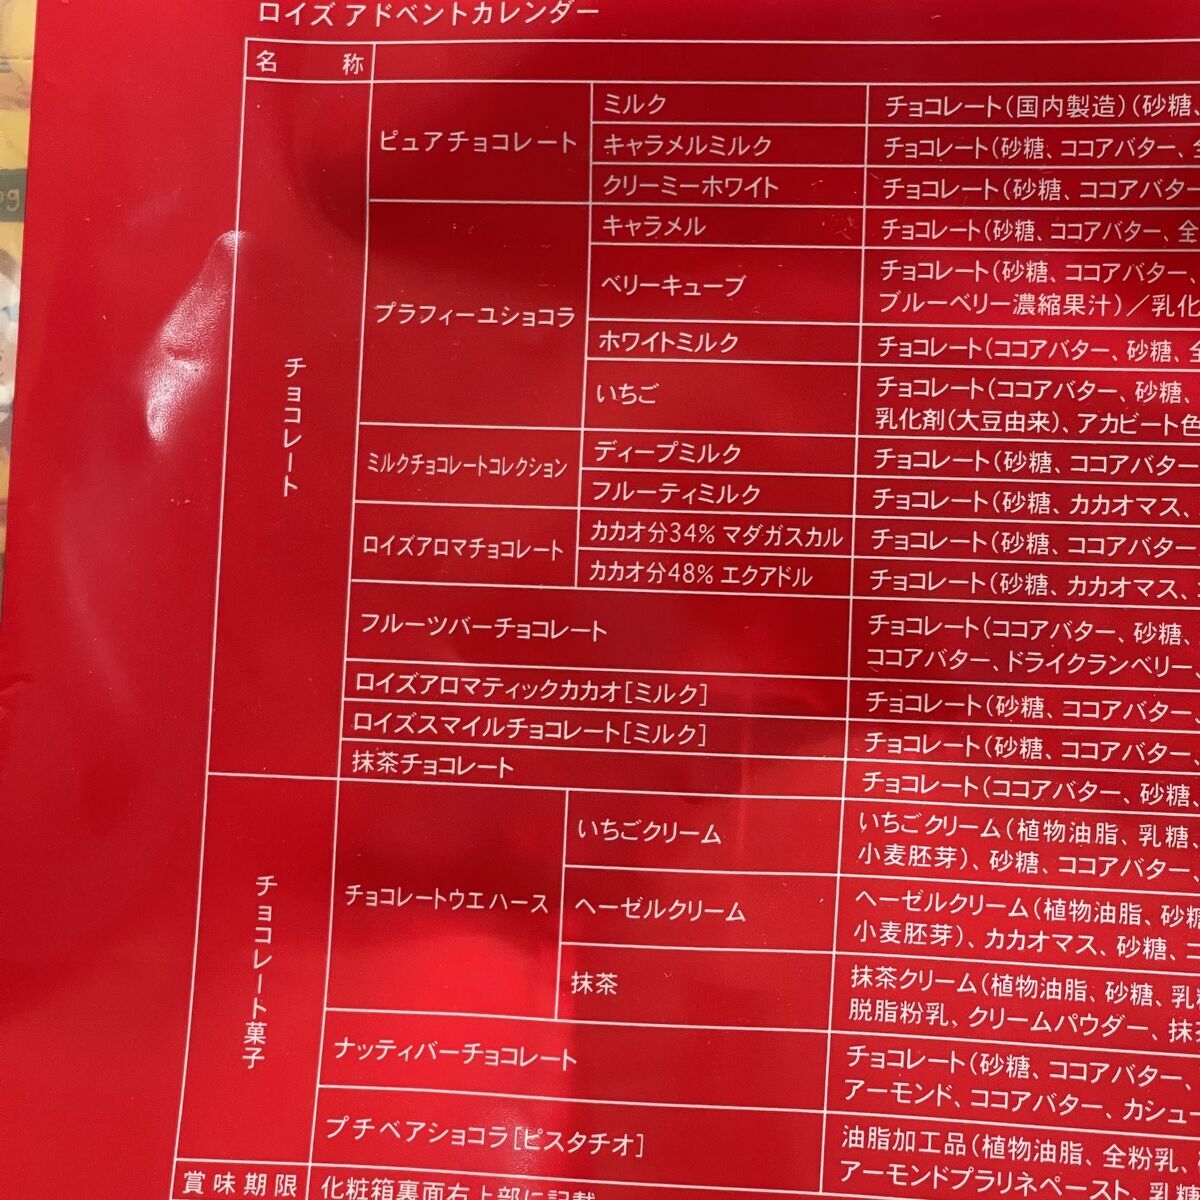 ロイズ アドベントカレンダー
名 称
チョコレート
ピュアチョコレート
ミルク
チョコレート(国内製造)(砂糖、
キャラメルミルク
チョコレート(砂糖、ココアバター、全
クリーミーホワイト
チョコレート(砂糖、ココアバター
プラフィーユショコラ
キャラメル
チョコレート(砂糖、ココアバター、全
ベリーキューブ
チョコレート(砂糖、ココアバター、
ブルーベリー濃縮果汁)/乳化
ホワイトミルク
チョコレート(ココアバター、砂糖、全
いちご
チョコレート(ココアバター、砂糖、
乳化剤(大豆由来)、アカビート色
ミルクチョコレートコレクション
ディープミルク
チョコレート(砂糖、ココアバター
フルーティミルク
チョコレート(砂糖、カカオマス、
ロイズアロマチョコレート
カカオ分34% マダガスカル
チョコレート(砂糖、ココアバター
カカオ分48% エクアドル
チョコレート(砂糖、カカオマス、
フルーツバーチョコレート
チョコレート(ココアバター、砂糖、
ココアバター、ドライクランベリー
ロイズアロマティックカカオ[ミルク]
チョコレート(砂糖、ココアバター
ロイズスマイルチョコレート[ミルク]
チョコレート(砂糖、ココアバター
抹茶チョコレート
チョコレート(ココアバター、砂糖、
チョコレート菓子
チョコレートウエハース
いちごクリーム
いちごクリーム(植物油脂、乳糖、
小麦胚芽)、砂糖、ココアバター、
ヘーゼルクリーム
ヘーゼルクリーム(植物油脂、砂糖
小麦胚芽)、カカオマス、砂糖、コ
抹茶
抹茶クリーム(植物油脂、砂糖、乳糖
脱脂粉乳、クリームパウダー、抹茶
ナッティバーチョコレート
チョコレート(砂糖、ココアバター、
アーモンド、ココアバター、カシュー
プチベアショコラ[ピスタチオ]
油脂加工品(植物油脂、全粉乳、
アーモンドプラリネペースト、乳糖
賞味期限
化粧箱裏面右上部に記載